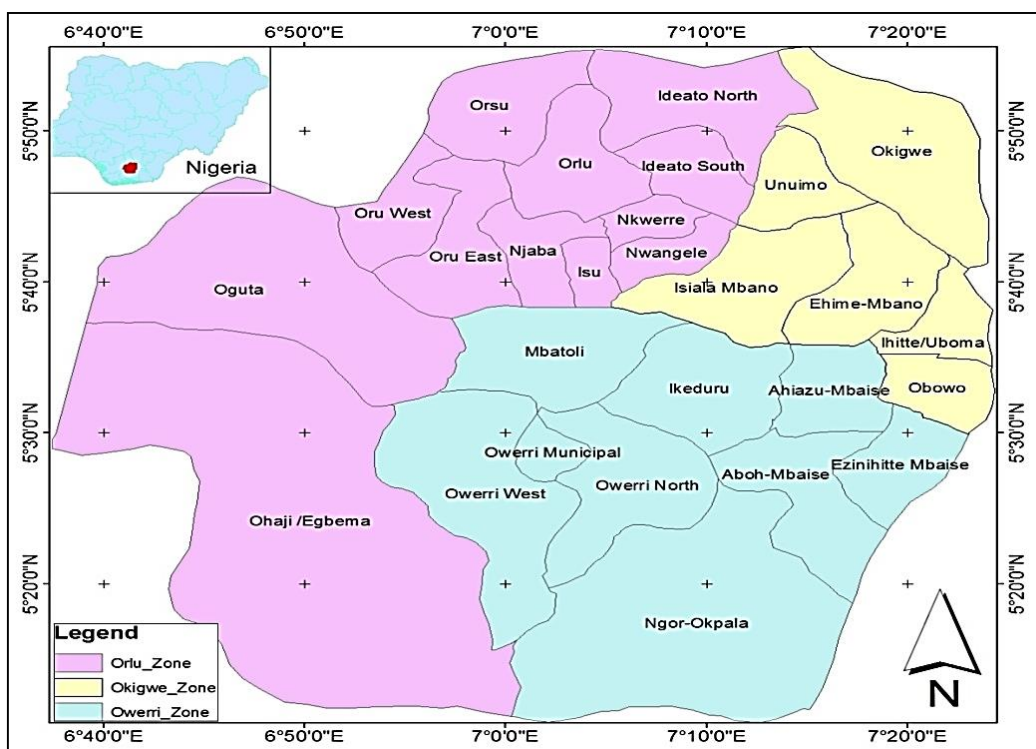 6°40'0"E 6°50'0"E 7°0'0"E 7°10'0"E 7°20'0"E
5°50'0"N
5°40'0"N
5°30'0"N
5°20'0"N
Nigeria
Orsu
Ideato North
Okigwe
Orlu
Ideato South
Unuimo
Oru West
Nkwerre
Oru East
Njaba
Nwangele
Isu
Oguta
Isiala Mbano
Ehime-Mbano
Ihitte/Uboma
Mbatoli
Ikeduru
Ahiazu-Mbaise
Obowo
Owerri Municipal
Ezinihitte Mbaise
Aboh-Mbaise
Owerri West
Owerri North
Ohaji /Egbema
Ngor-Okpala
5°50'0"N
5°40'0"N
5°30'0"N
5°20'0"N
Legend
Orlu_Zone
Okigwe_Zone
Owerri_Zone
N
6°40'0"E 6°50'0"E 7°0'0"E 7°10'0"E 7°20'0"E